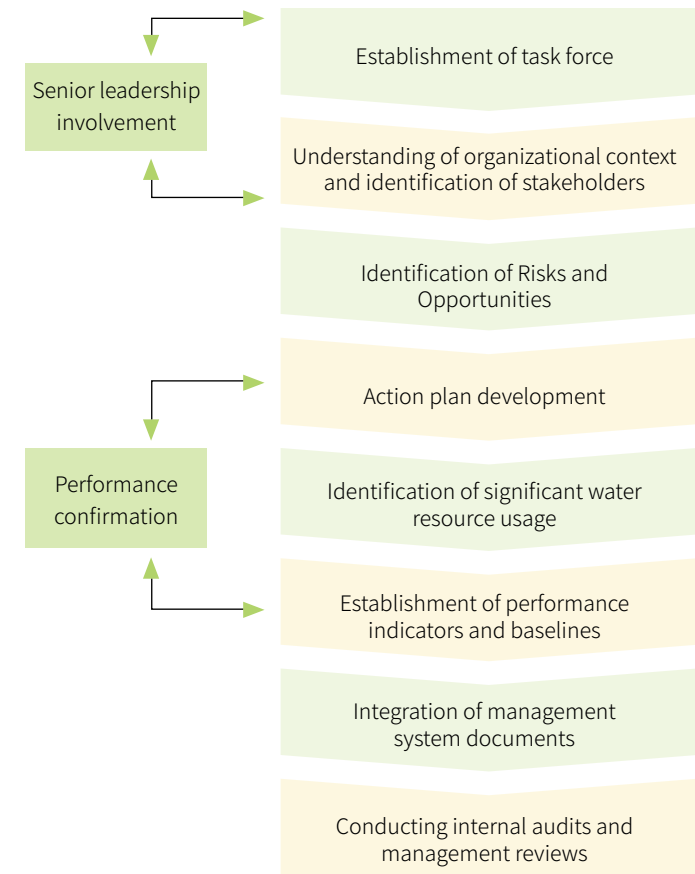 Establishment of task force
Senior leadership
involvement
Understanding of organizational context
and identification of stakeholders
Identification of Risks and
Opportunities
Action plan development
Performance
confirmation
Identification of significant water
resource usage
Establishment of performance
indicators and baselines
Integration of management
system documents
Conducting internal audits and
management reviews